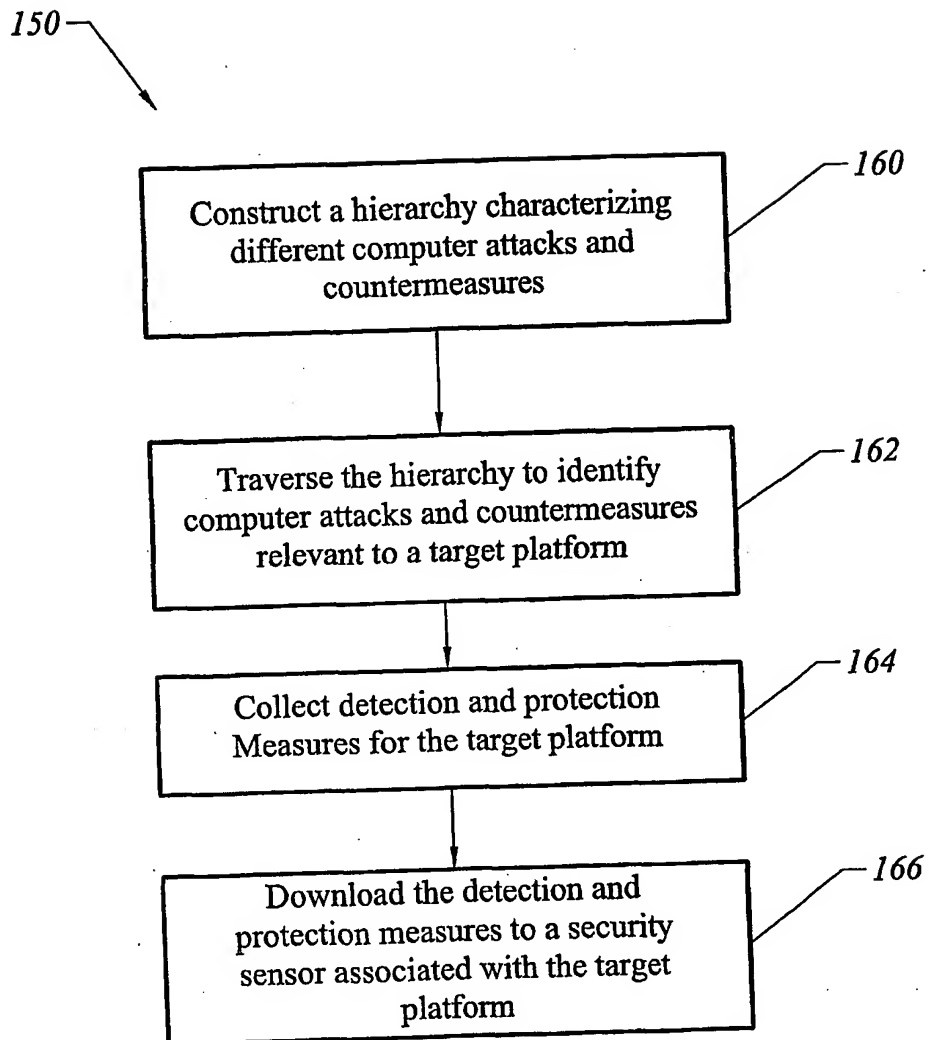 150
160
Construct a hierarchy characterizing
different computer attacks and
countermeasures
162
Traverse the hierarchy to identify
computer attacks and countermeasures
relevant to a target platform
164
Collect detection and protection
Measures for the target platform
166
Download the detection and
protection measures to a security
sensor associated with the target
platform